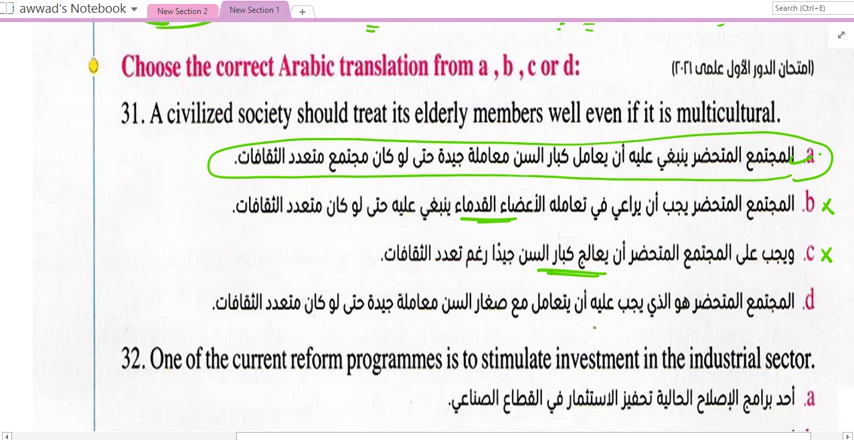 awwad's Notebook
New Section 2
New Section 1
+
Search (Ctrl+E)
Choose the correct Arabic translation from a , b , c or d:
(امتحان الدور الأول علمى ٢٠٢١)
31. A civilized society should treat its elderly members well even if it is multicultural.
a. المجتمع المتحضر ينبغي عليه أن يعامل كبار السن معاملة جيدة حتى لو كان مجتمع متعدد الثقافات.
b. المجتمع المتحضر يجب أن يراعي في تعامله الأعضاء القدماء ينبغي عليه حتى لو كان متعدد الثقافات.
c. ويجب على المجتمع المتحضر أن يعالج كبار السن جيدًا رغم تعدد الثقافات.
d. المجتمع المتحضر هو الذي يجب عليه أن يتعامل مع صغار السن معاملة جيدة حتى لو كان متعدد الثقافات.
32. One of the current reform programmes is to stimulate investment in the industrial sector.
a. أحد برامج الإصلاح الحالية تحفيز الاستثمار في القطاع الصناعي.